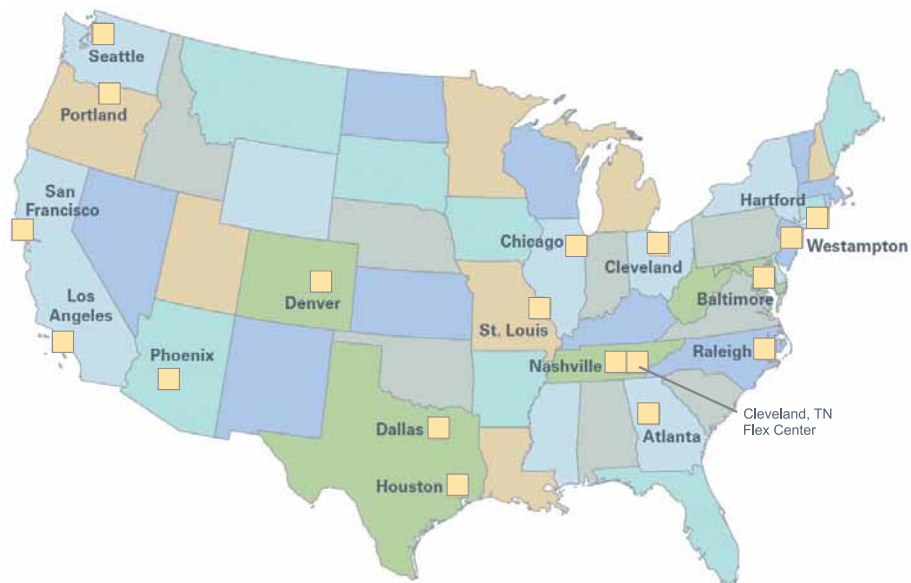 Seattle
Portland
San
Francisco
Los
Angeles
Phoenix
Denver
Dallas
Houston
St. Louis
Chicago
Cleveland
Nashville
Atlanta
Raleigh
Baltimore
Hartford
Westampton
Cleveland, TN
Flex Center